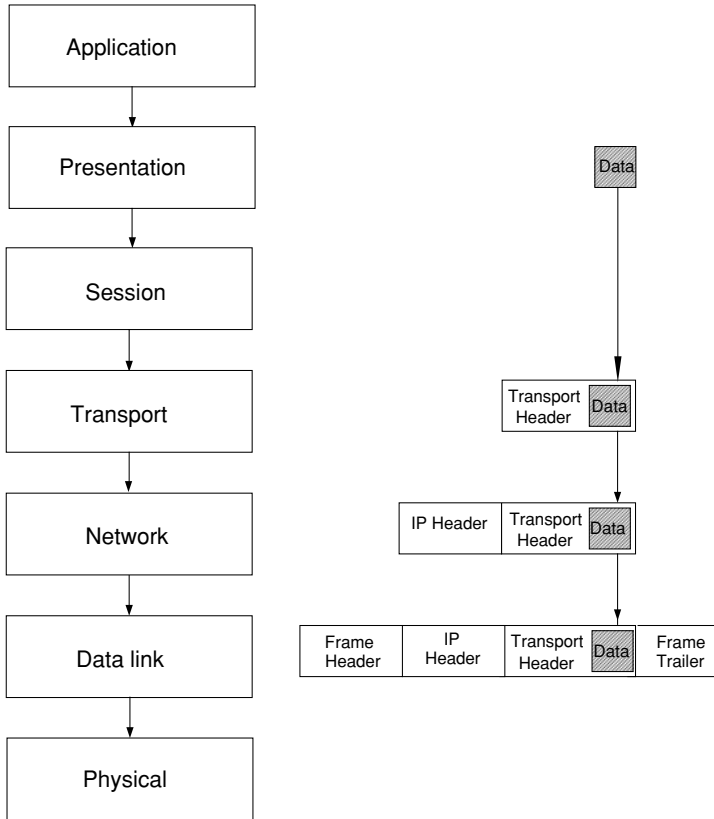 Application
Presentation
Data
Session
Transport
Transport
Header
Data
Network
IP Header
Transport
Header
Data
Data link
Frame
Header
IP
Header
Transport
Header
Data
Frame
Trailer
Physical